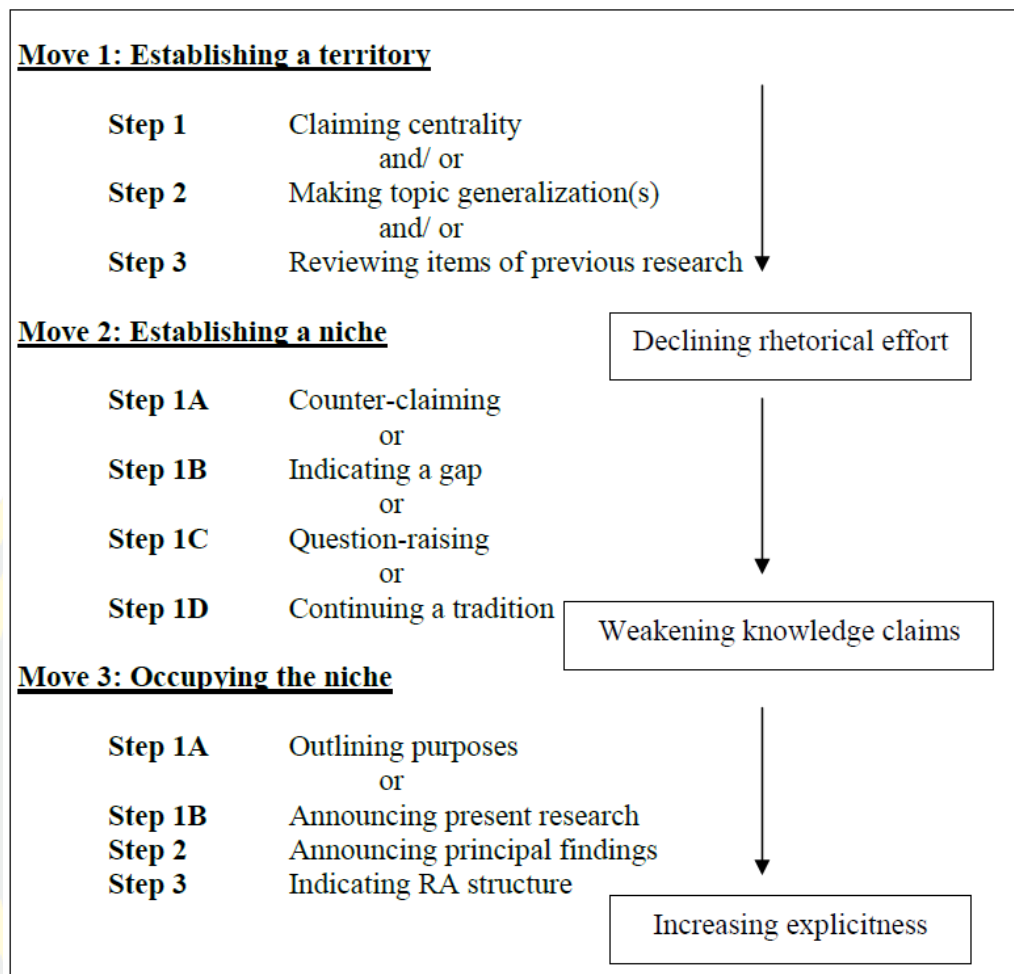 Move 1: Establishing a territory
Step 1 Claiming centrality
and/ or
Step 2 Making topic generalization(s)
and/ or
Step 3 Reviewing items of previous research
Move 2: Establishing a niche
Declining rhetorical effort
Step 1A Counter-claiming
or
Step 1B Indicating a gap
or
Step 1C Question-raising
or
Step 1D Continuing a tradition
Weakening knowledge claims
Move 3: Occupying the niche
Step 1A Outlining purposes
or
Step 1B Announcing present research
Step 2 Announcing principal findings
Step 3 Indicating RA structure
Increasing explicitness